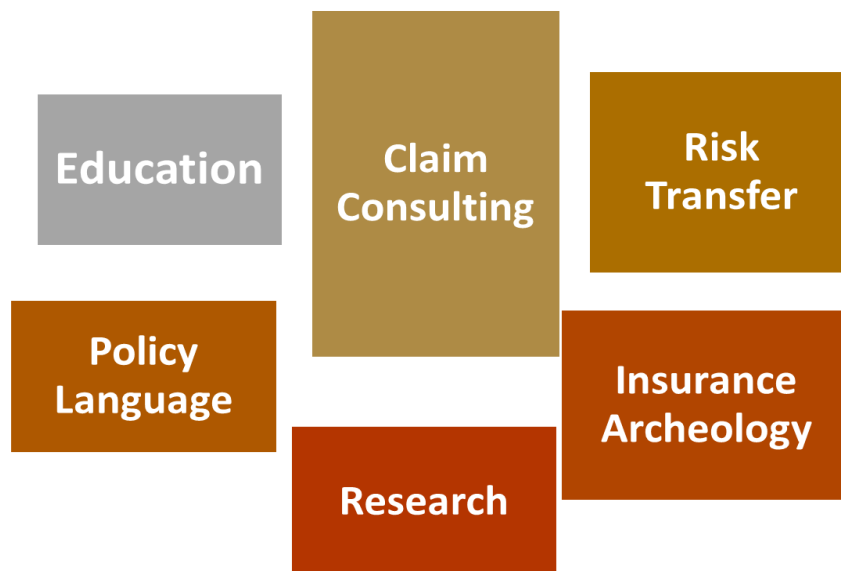 Education
Claim
Consulting
Risk
Transfer
Policy
Language
Insurance
Archeology
Research